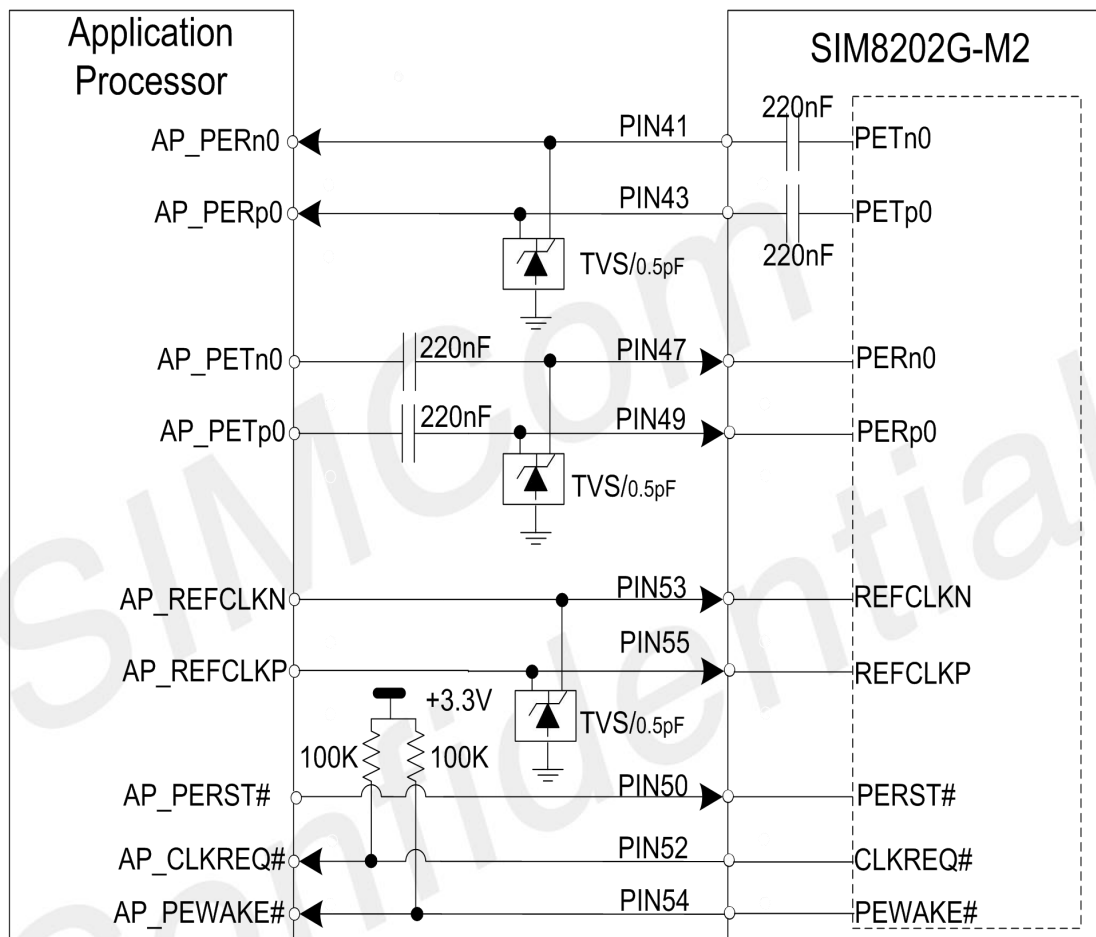 Application
Processor
SIM8202G-M2
220nF
AP_PERn0
PIN41
PETn0
AP_PERp0
PIN43
PETp0
220nF
TVS/0.5pF
AP_PETn0
220nF
PIN47
PERn0
AP_PETp0
220nF
PIN49
PERp0
TVS/0.5pF
AP_REFCLKN
PIN53
REFCLKN
AP_REFCLKP
PIN55
REFCLKP
+3.3V
TVS/0.5pF
100K
100K
AP_PERST#
PIN50
PERST#
AP_CLKREQ#
PIN52
CLKREQ#
AP_PEWAKE#
PIN54
PEWAKE#
SIMCom
Confidential